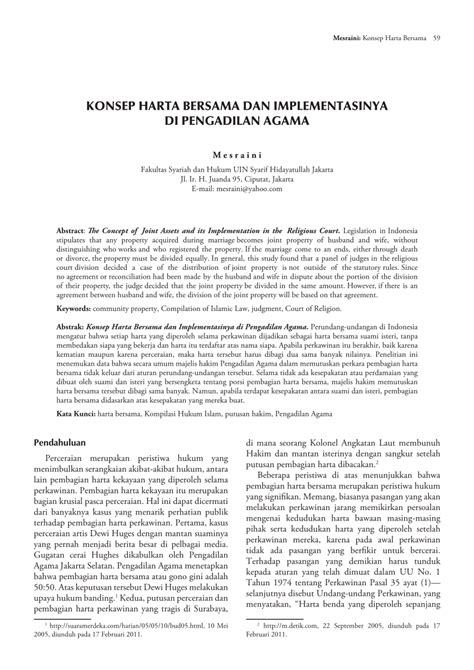 Mesraini: Konsep Harta Bersama 59
KONSEP HARTA BERSAMA DAN IMPLEMENTASINYA
DI PENGADILAN AGAMA
Mesraini
Fakultas Syariah dan Hukum UIN Syarif Hidayatullah Jakarta
Jl. Ir. H. Juanda 95, Ciputat, Jakarta
E-mail: mesraini@yahoo.com
Abstract: The Concept of Joint Assets and its Implementation in the Religious Court. Legislation in Indonesia
stipulates that any property acquired during marriage becomes joint property of husband and wife, without
distinguishing who works and who registered the property. If the marriage come to an ends, either through death
or divorce, the property must be divided equally. In general, this study found that a panel of judges in the religious
court division decided a case of the distribution of joint property is not outside of the statutory rules. Since
no agreement or reconciliation had been made by the husband and wife in dispute about the portion of the division
of their property, the judge decided that the joint property be divided in the same amount. However, if there is an
agreement between husband and wife, the division of the joint property will be based on that agreement.
Keywords: community property, Compilation of Islamic Law, judgment, Court of Religion.
Abstrak: Konsep Harta Bersama dan Implementasinya di Pengadilan Agama. Perundang-undangan di Indonesia
mengatur bahwa setiap harta yang diperoleh selama perkawinan dijadikan sebagai harta bersama suami isteri, tanpa
membedakan siapa yang bekerja dan harta itu terdaftar atas nama siapa. Apabila perkawinan itu berakhir, baik karena
kematian maupun karena perceraian, maka harta tersebut harus dibagi dua sama banyak nilainya. Penelitian ini
menemukan data bahwa secara umum majelis hakim Pengadilan Agama dalam memutuskan perkara pembagian harta
bersama tidak keluar dari aturan perundang-undangan tersebut. Selama tidak ada kesepakatan atau perdamaian yang
dibuat oleh suami dan isteri yang bersengketa tentang porsi pembagian harta bersama, majelis hakim memutuskan
harta bersama tersebut dibagi sama banyak. Namun, apabila terdapat kesepakatan antara suami dan isteri, pembagian
harta bersama didasarkan atas kesepakatan yang mereka buat.
Kata Kunci: harta bersama, Kompilasi Hukum Islam, putusan hakim, Pengadilan Agama
Pendahuluan
Perceraian merupakan peristiwa hukum yang
menimbulkan serangkaian akibat-akibat hukum, antara
lain pembagian harta kekayaan yang diperoleh selama
perkawinan. Pembagian harta kekayaan itu merupakan
bagian krusial pasca perceraian. Hal ini dapat dicermati
dari banyaknya kasus yang menarik perhatian publik
terhadap pembagian harta perkawinan. Pertama, kasus
perceraian artis Dewi Huges dengan mantan suaminya
yang pernah menjadi berita besar di pelbagai media.
Gugatan cerai Hughes dikabulkan oleh Pengadilan
Agama Jakarta Selatan. Pengadilan Agama menetapkan
bahwa pembagian harta bersama atau gono gini adalah
50:50. Atas keputusan tersebut Dewi Huges melakukan
upaya hukum banding.1 Kedua, putusan perceraian dan
pembagian harta perkawinan yang tragis di Surabaya,
1 http://suaramerdeka.com/harian/05/05/10/bud05.html, 10 Mei
2005, diunduh pada 17 Februari 2011.
di mana seorang Kolonel Angkatan Laut membunuh
Hakim dan mantan isterinya dengan sangkur setelah
putusan pembagian harta dibacakan.2
Beberapa peristiwa di atas menunjukkan bahwa
pembagian harta bersama merupakan peristiwa hukum
yang signifikan. Memang, biasanya pasangan yang akan
melakukan perkawinan jarang memikirkan persoalan
mengenai kedudukan harta bawaan masing-masing
pihak serta kedudukan harta yang diperoleh setelah
perkawinan mereka, karena pada awal perkawinan
tidak ada pasangan yang berfikir untuk bercerai.
Terhadap pasangan yang demikian harus tunduk
kepada aturan yang telah dimuat dalam UU No. 1
Tahun 1974 tentang Perkawinan Pasal 35 ayat (1)—
selanjutnya disebut Undang-undang Perkawinan, yang
menyatakan, “Harta benda yang diperoleh sepanjang
2 http://m.detik.com, 22 September 2005, diunduh pada 17
Februari 2011.